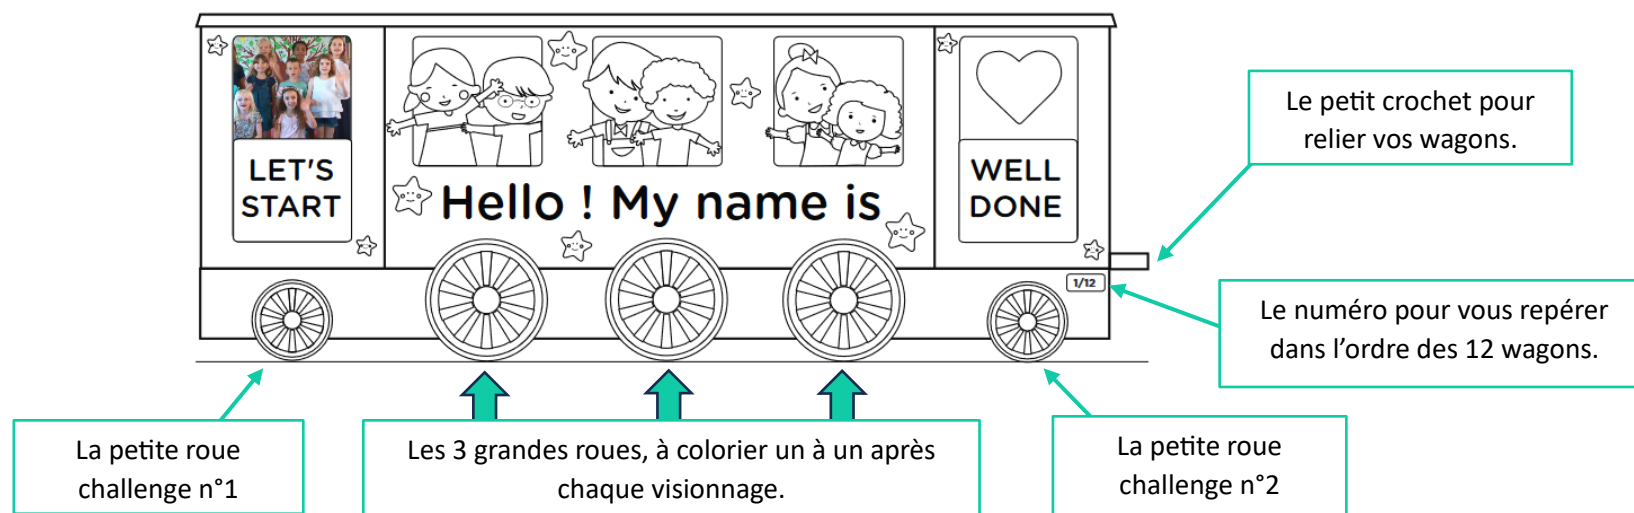 LET'S
START
Hello ! My name is
WELL
DONE
1/12
Le petit crochet pour
relier vos wagons.
Le numéro pour vous repérer
dans l’ordre des 12 wagons.
La petite roue
challenge n°1
Les 3 grandes roues, à colorier un à un après
chaque visionnage.
La petite roue
challenge n°2